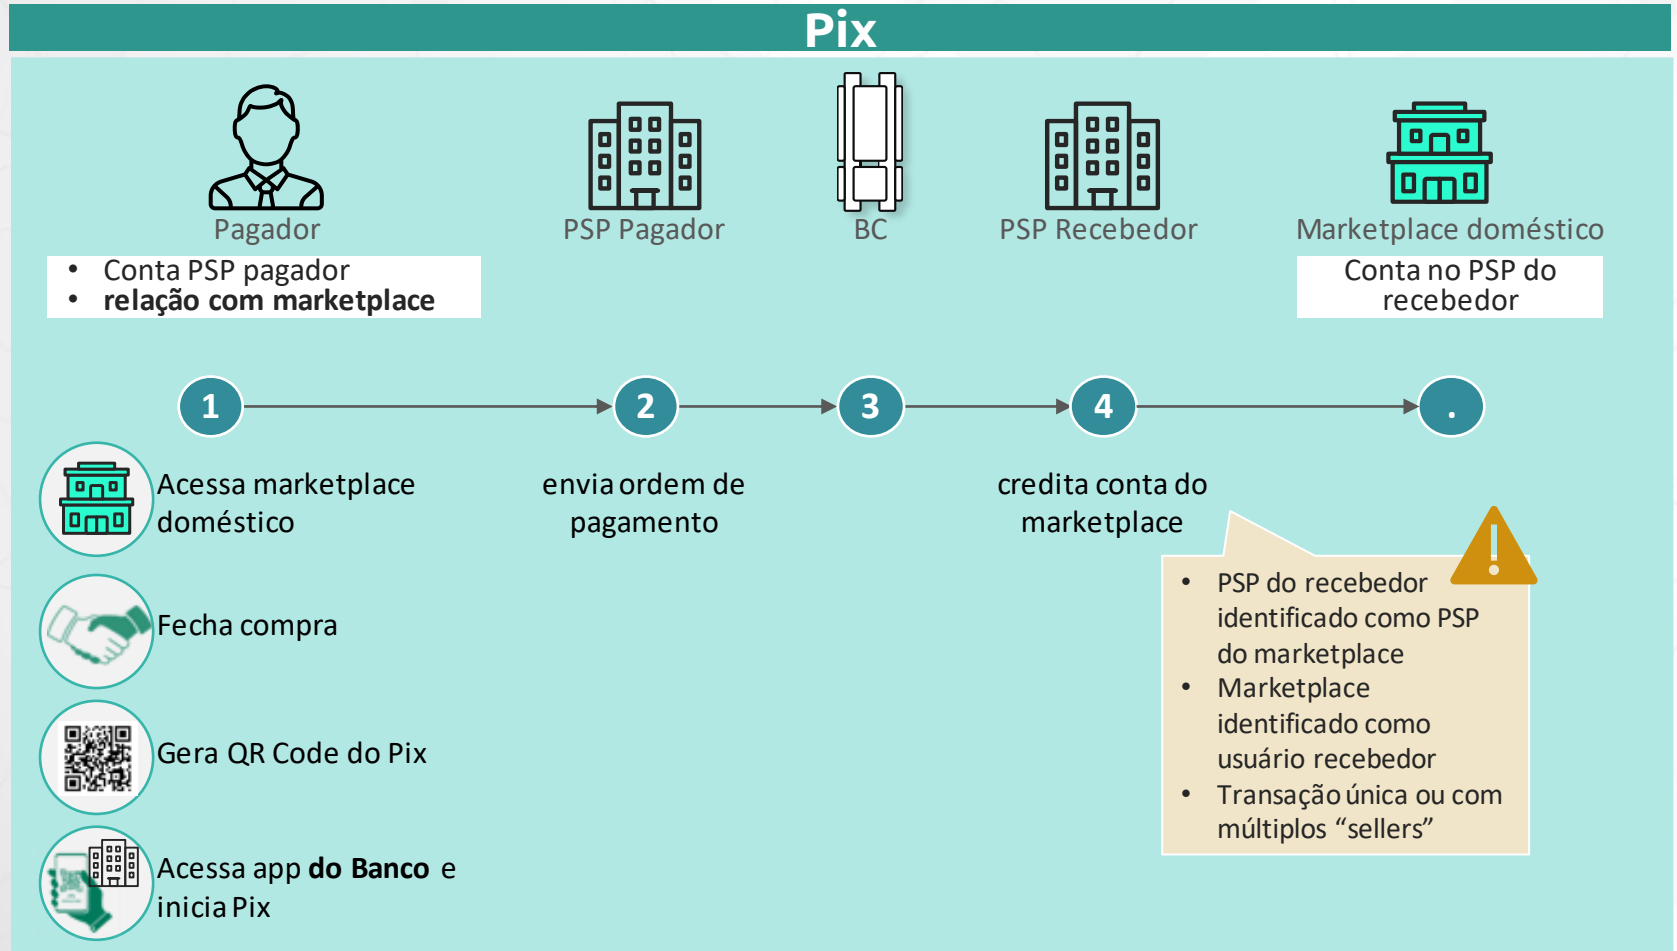 Pix
Pagador
PSP Pagador
BC
PSP Recebedor
Marketplace doméstico
• Conta PSP pagador
• relação com marketplace
Conta no PSP do
recebedor
1
2
3
4
.
Acessa marketplace
doméstico
envia ordem de
pagamento
credita conta do
marketplace
Fecha compra
Gera QR Code do Pix
Acessa app do Banco e
inicia Pix
• PSP do recebedor
identificado como PSP
do marketplace
• Marketplace
identificado como
usuário recebedor
• Transação única ou com
múltiplos “sellers”